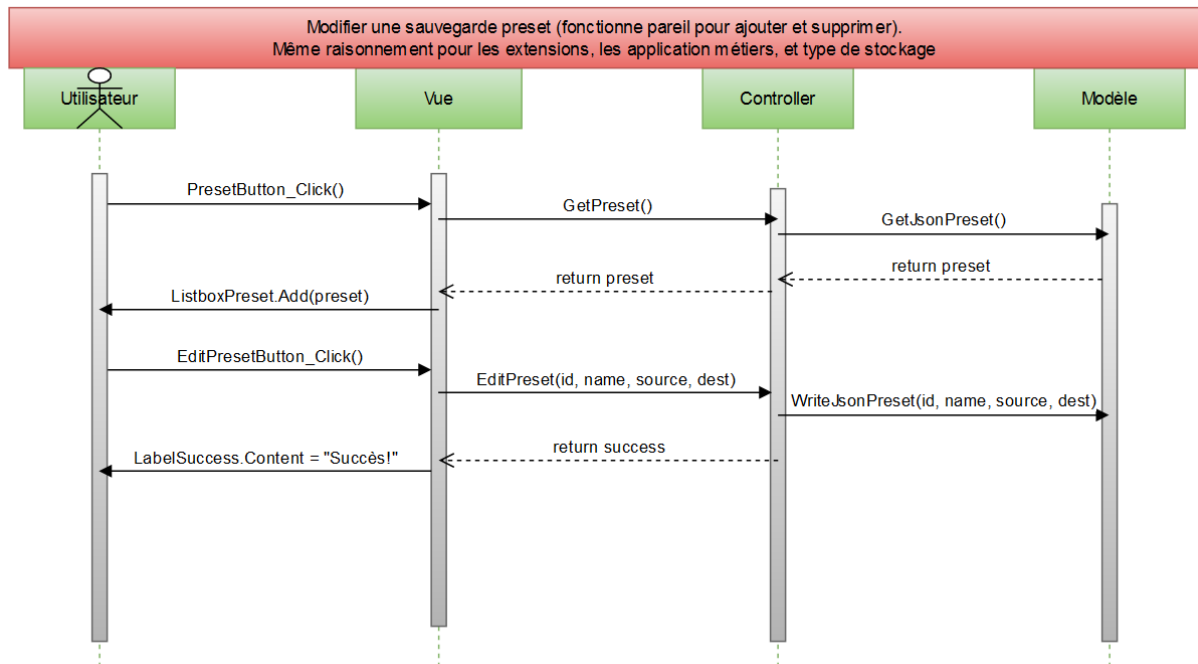 Modifier une sauvegarde preset (fonctionne pareil pour ajouter et supprimer).
Même raisonnement pour les extensions, les application métiers, et type de stockage
Utilisateur
Vue
Controller
Modèle
PresetButton_Click()
GetPreset()
GetJsonPreset()
return preset
return preset
ListboxPreset.Add(preset)
EditPresetButton_Click()
EditPreset(id, name, source, dest)
WriteJsonPreset(id, name, source, dest)
return success
LabelSuccess.Content = "Succès!"